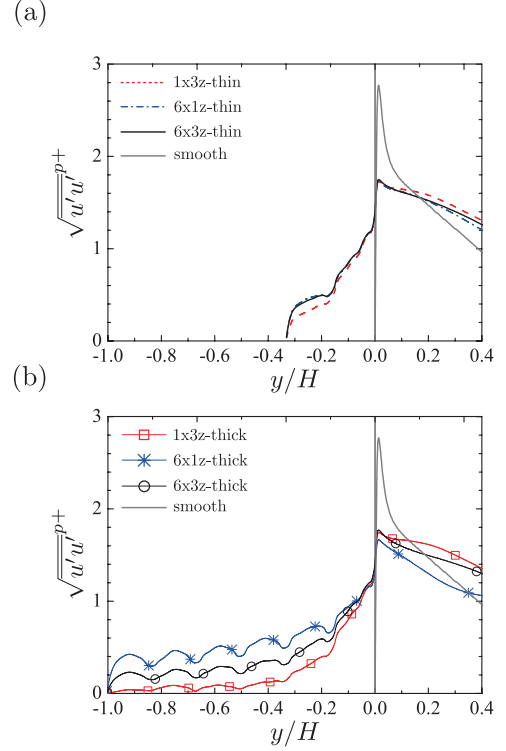 (a)
3
1x3z-thin
6x1z-thin
2
6x3z-thin
smooth
√u′u′ᵖ⁺
1
0
-1.0 -0.8 -0.6 -0.4 -0.2 0.0 0.2 0.4
y/H
(b)
3
1x3z-thick
6x1z-thick
2
6x3z-thick
smooth
√u′u′ᵖ⁺
1
0
-1.0 -0.8 -0.6 -0.4 -0.2 0.0 0.2 0.4
y/H